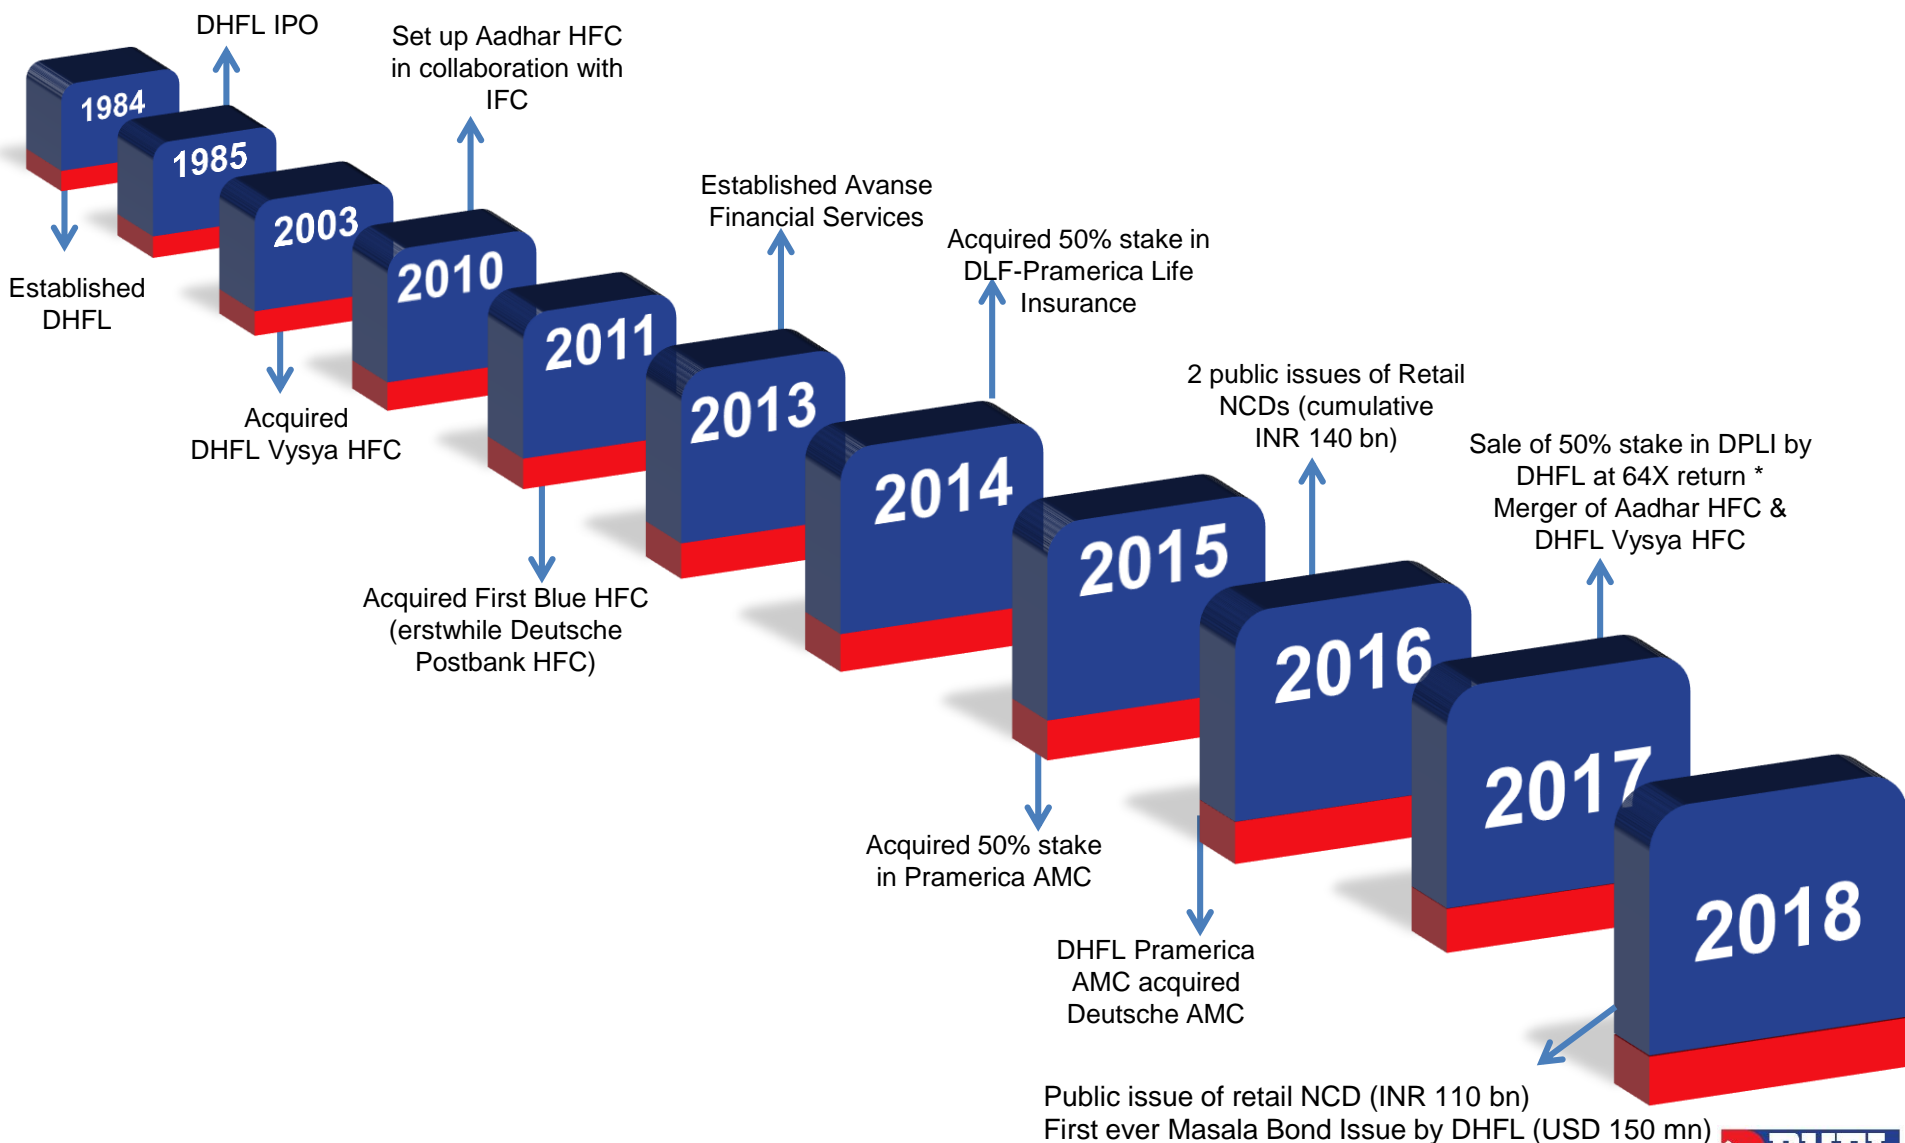 DHFL IPO
Set up Aadhar HFC
in collaboration with
IFC
1984
1985
2003
2010
2011
2013
2014
2015
2016
2017
2018
Established
DHFL
Acquired
DHFL Vysya HFC
Established Avanse
Financial Services
Acquired 50% stake in
DLF-Pramerica Life
Insurance
Acquired First Blue HFC
(erstwhile Deutsche
Postbank HFC)
2 public issues of Retail
NCDs (cumulative
INR 140 bn)
Sale of 50% stake in DPLI by
DHFL at 64X return *
Merger of Aadhar HFC &
DHFL Vysya HFC
Acquired 50% stake
in Pramerica AMC
DHFL Pramerica
AMC acquired
Deutsche AMC
Public issue of retail NCD (INR 110 bn)
First ever Masala Bond Issue by DHFL (USD 150 mn)